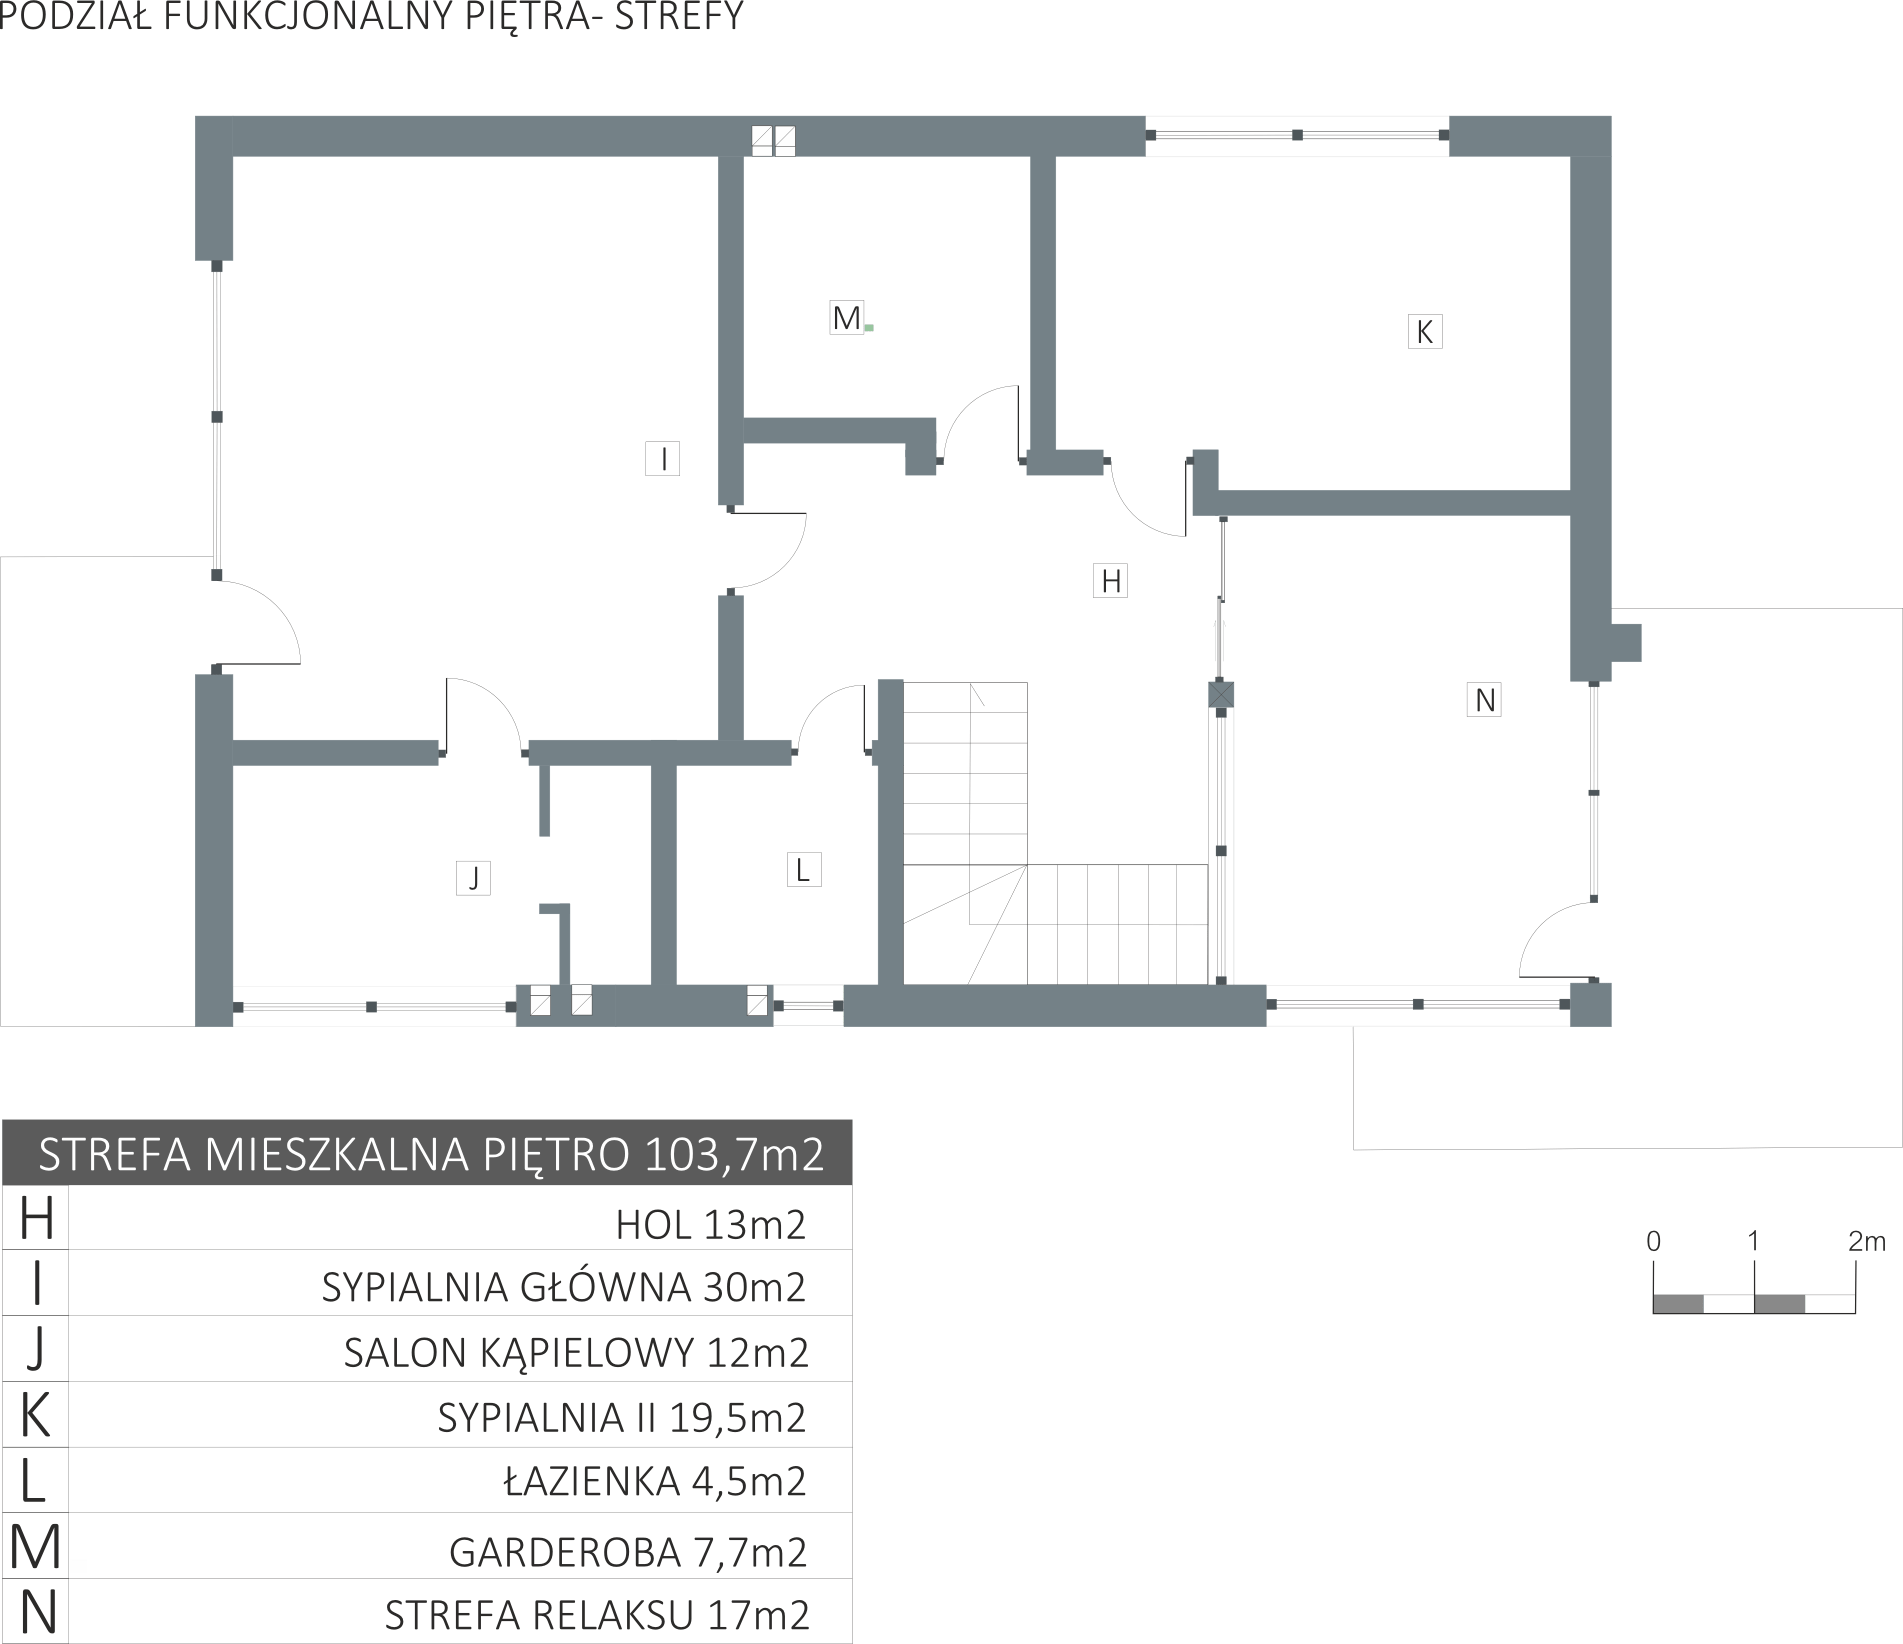 PODZIAŁ FUNKCJONALNY PIĘTRA- STREFY
M
K
I
H
N
J
L
STREFA MIESZKALNA PIĘTRO 103,7m2
H HOL 13m2
I SYPIALNIA GŁÓWNA 30m2
J SALON KĄPIELOWY 12m2
K SYPIALNIA II 19,5m2
L ŁAZIENKA 4,5m2
M GARDEROBA 7,7m2
N STREFA RELAKSU 17m2
0 1 2m